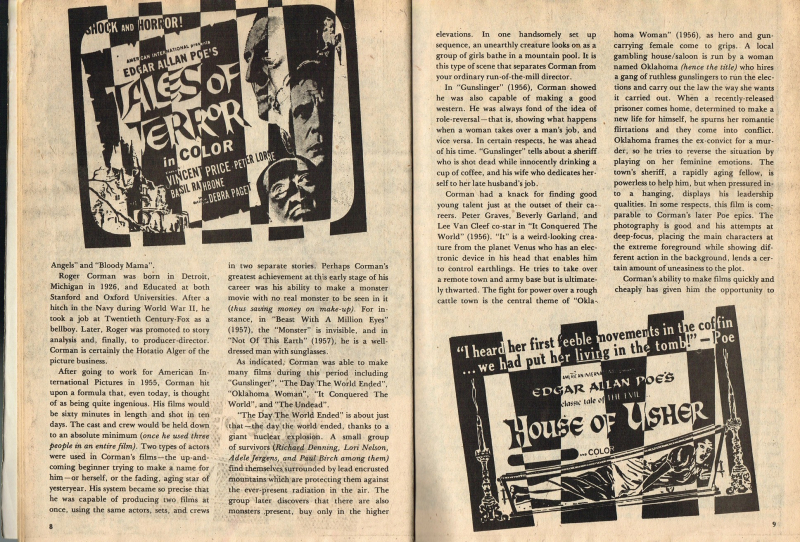 SHOCK AND HORROR!
AMERICAN INTERNATIONAL
EDGAR ALLAN POE'S
TALES OF
TERROR
in COLOR
VINCENT PRICE · PETER LORRE
BASIL RATHBONE
DEBRA PAGET
Angels" and "Bloody Mama".
Roger Corman was born in Detroit,
Michigan in 1926, and Educated at both
Stanford and Oxford Universities. After a
hitch in the Navy during World War II, he
took a job at Twentieth Century-Fox as a
bellboy. Later, Roger was promoted to story
analysis and, finally, to producer-director.
Corman is certainly the Horatio Alger of the
picture business.
After going to work for American In-
ternational Pictures in 1955, Corman hit
upon a formula that, even today, is thought
of as being quite ingenious. His films would
be sixty minutes in length and shot in ten
days. The cast and crew would be held down
to an absolute minimum (once he used three
people in an entire film). Two types of actors
were used in Corman's films—the up-and-
coming beginner trying to make a name for
him—or herself, or the fading, aging star of
yesteryear. His system became so precise that
he was capable of producing two films at
once, using the same actors, sets, and crews
8
in two separate stories. Perhaps Corman's
greatest achievement at this early stage of his
career was his ability to make a monster
movie with no real monster to be seen in it
(thus saving money on make-up). For in-
stance, in "Beast With A Million Eyes"
(1957), the "Monster" is invisible, and in
"Not Of This Earth" (1957), he is a well-
dressed man with sunglasses.
As indicated, Corman was able to make
many films during this period including
"Gunslinger", "The Day The World Ended",
"Oklahoma Woman", "It Conquered The
World", and "The Undead".
"The Day The World Ended" is about just
that—the day the world ended, thanks to a
giant nuclear explosion. A small group
of survivors (Richard Denning, Lori Nelson,
Adele Jergens, and Paul Birch among them)
find themselves surrounded by lead encrusted
mountains which are protecting them against
the ever-present radiation in the air. The
group later discovers that there are also
monsters present, buy only in the higher
elevations. In one handsomely set up
sequence, an unearthly creature looks on as a
group of girls bathe in a mountain pool. It is
this type of scene that separates Corman from
your ordinary run-of-the-mill director.
In "Gunslinger" (1956), Corman showed
he was also capable of making a good
western. He was always fond of the idea of
role-reversal—that is, showing what happens
when a woman takes over a man's job, and
vice versa. In certain respects, he was ahead
of his time. "Gunslinger" tells about a sheriff
who is shot dead while innocently drinking a
cup of coffee, and his wife who dedicates her-
self to her late husband's job.
Corman had a knack for finding good
young talent just at the outset of their ca-
reers. Peter Graves, Beverly Garland, and
Lee Van Cleef co-star in "It Conquered The
World" (1956). "It" is a weird-looking crea-
ture from the planet Venus who has an elec-
tronic device in his head that enables him
to control earthlings. He tries to take over
a remote town and army base but is ultimate-
ly thwarted. The fight for power over a rough
cattle town is the central theme of "Okla-
homa Woman" (1956), as hero and gun-
carrying female come to grips. A local
gambling house/saloon is run by a woman
named Oklahoma (hence the title) who hires
a gang of ruthless gunslingers to run the elec-
tions and carry out the law the way she wants
it carried out. When a recently-released
prisoner comes home, determined to make a
new life for himself, he spurns her romantic
flirtations and they come into conflict.
Oklahoma frames the ex-convict for a mur-
der, so he tries to reverse the situation by
playing on her feminine emotions. The
town's sheriff, a rapidly aging fellow, is
powerless to help him, but when pressured in-
to a hanging, displays his leadership
qualities. In some respects, this film is com-
parable to Corman's later Poe epics. The
photography is good and his attempts at
deep-focus, placing the main characters at
the extreme foreground while showing dif-
ferent action in the background, lends a cer-
tain amount of uneasiness to the plot.
Corman's ability to make films quickly and
cheaply has given him the opportunity to
"I heard her first feeble movements in the coffin
...we had put her living in the tomb!" — Poe
EDGAR ALLAN POE'S
classic tale of THE EVIL
HOUSE OF USHER
...COLOR
9